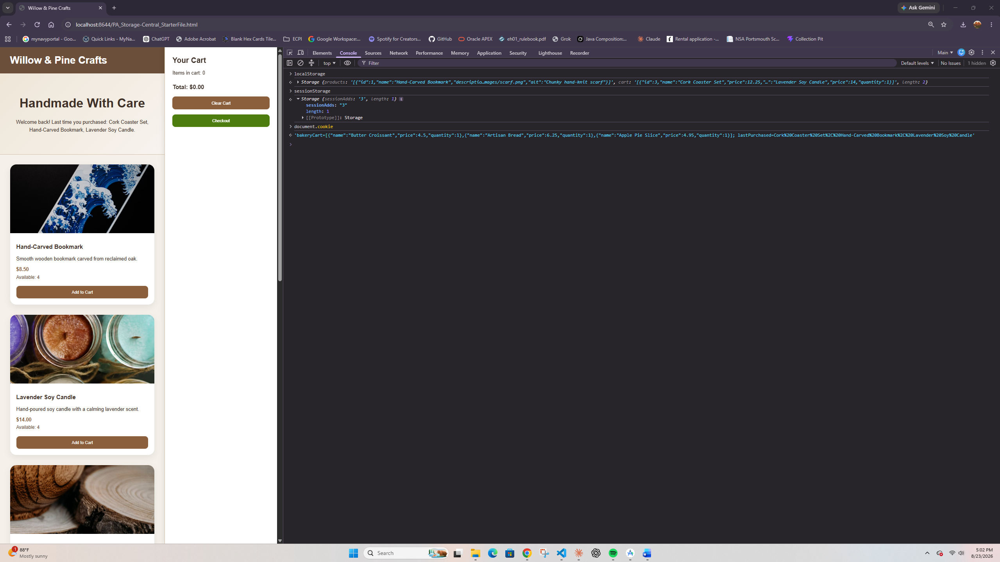 Willow & Pine Crafts
Ask Gemini
localhost:8644/PA_Storage-Central_StarterFile.html
mynavyportal - Goo...
Quick Links - MyNa...
ChatGPT
Adobe Acrobat
Blank Hex Cards Tile...
ECPI
Google Workspace:...
Spotify for Creators...
GitHub
Oracle APEX
eh01_rulebook.pdf
Grok
Java Composition:...
Claude
Rental application -...
NSA Portsmouth Sc...
Collection Pit
Willow & Pine Crafts
Handmade With Care
Welcome back! Last time you purchased: Cork Coaster Set,
Hand-Carved Bookmark, Lavender Soy Candle.
Hand-Carved Bookmark
Smooth wooden bookmark carved from reclaimed oak.
$8.50
Available: 4
Add to Cart
Lavender Soy Candle
Hand-poured soy candle with a calming lavender scent.
$14.00
Available: 4
Add to Cart
Your Cart
Items in cart: 0
Total: $0.00
Clear Cart
Checkout
Elements Console Sources Network Performance Memory Application Security Lighthouse Recorder
Main
top
Filter
Default levels
No Issues
1 hidden
localStorage
Storage {products: '[{"id":1,"name":"Hand-Carved Bookmark","descriptio…mages/scarf.png","alt":"Chunky hand-knit scarf"}]', cart: '[{"id":3,"name":"Cork Coaster Set","price":12.25,"…":"Lavender Soy Candle","price":14,"quantity":1}]', length: 2}
sessionStorage
Storage {sessionAdds: '3', length: 1}
sessionAdds: "3"
length: 1
[[Prototype]]: Storage
document.cookie
'bakeryCart=[{"name":"Butter Croissant","price":4.5,"quantity":1},{"name":"Artisan Bread","price":6.25,"quantity":1},{"name":"Apple Pie Slice","price":4.95,"quantity":1}]; lastPurchased=Cork%20Coaster%20Set%2C%20Hand-Carved%20Bookmark%2C%20Lavender%20Soy%20Candle'
1
88°F
Mostly sunny
Search
5:02 PM
8/23/2026